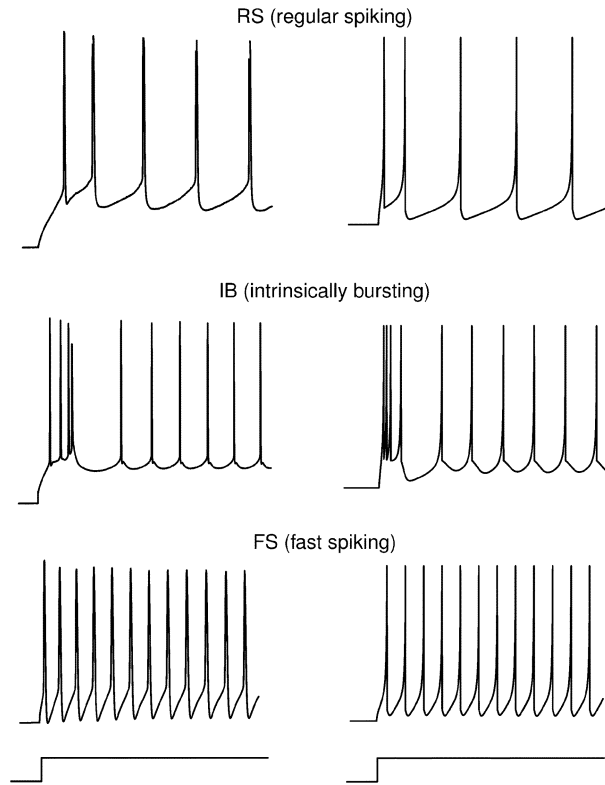 RS (regular spiking)
IB (intrinsically bursting)
FS (fast spiking)